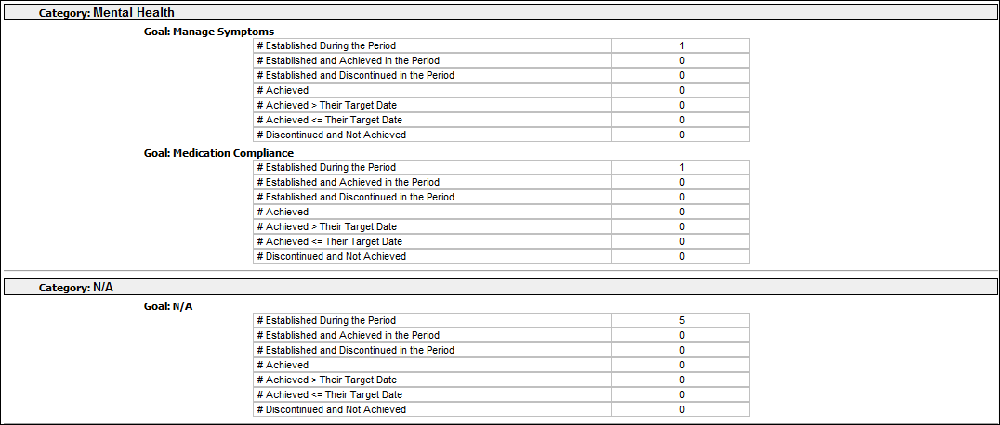 Category: Mental Health
Goal: Manage Symptoms
# Established During the Period 1
# Established and Achieved in the Period 0
# Established and Discontinued in the Period 0
# Achieved 0
# Achieved > Their Target Date 0
# Achieved <= Their Target Date 0
# Discontinued and Not Achieved 0
Goal: Medication Compliance
# Established During the Period 1
# Established and Achieved in the Period 0
# Established and Discontinued in the Period 0
# Achieved 0
# Achieved > Their Target Date 0
# Achieved <= Their Target Date 0
# Discontinued and Not Achieved 0
Category: N/A
Goal: N/A
# Established During the Period 5
# Established and Achieved in the Period 0
# Established and Discontinued in the Period 0
# Achieved 0
# Achieved > Their Target Date 0
# Achieved <= Their Target Date 0
# Discontinued and Not Achieved 0